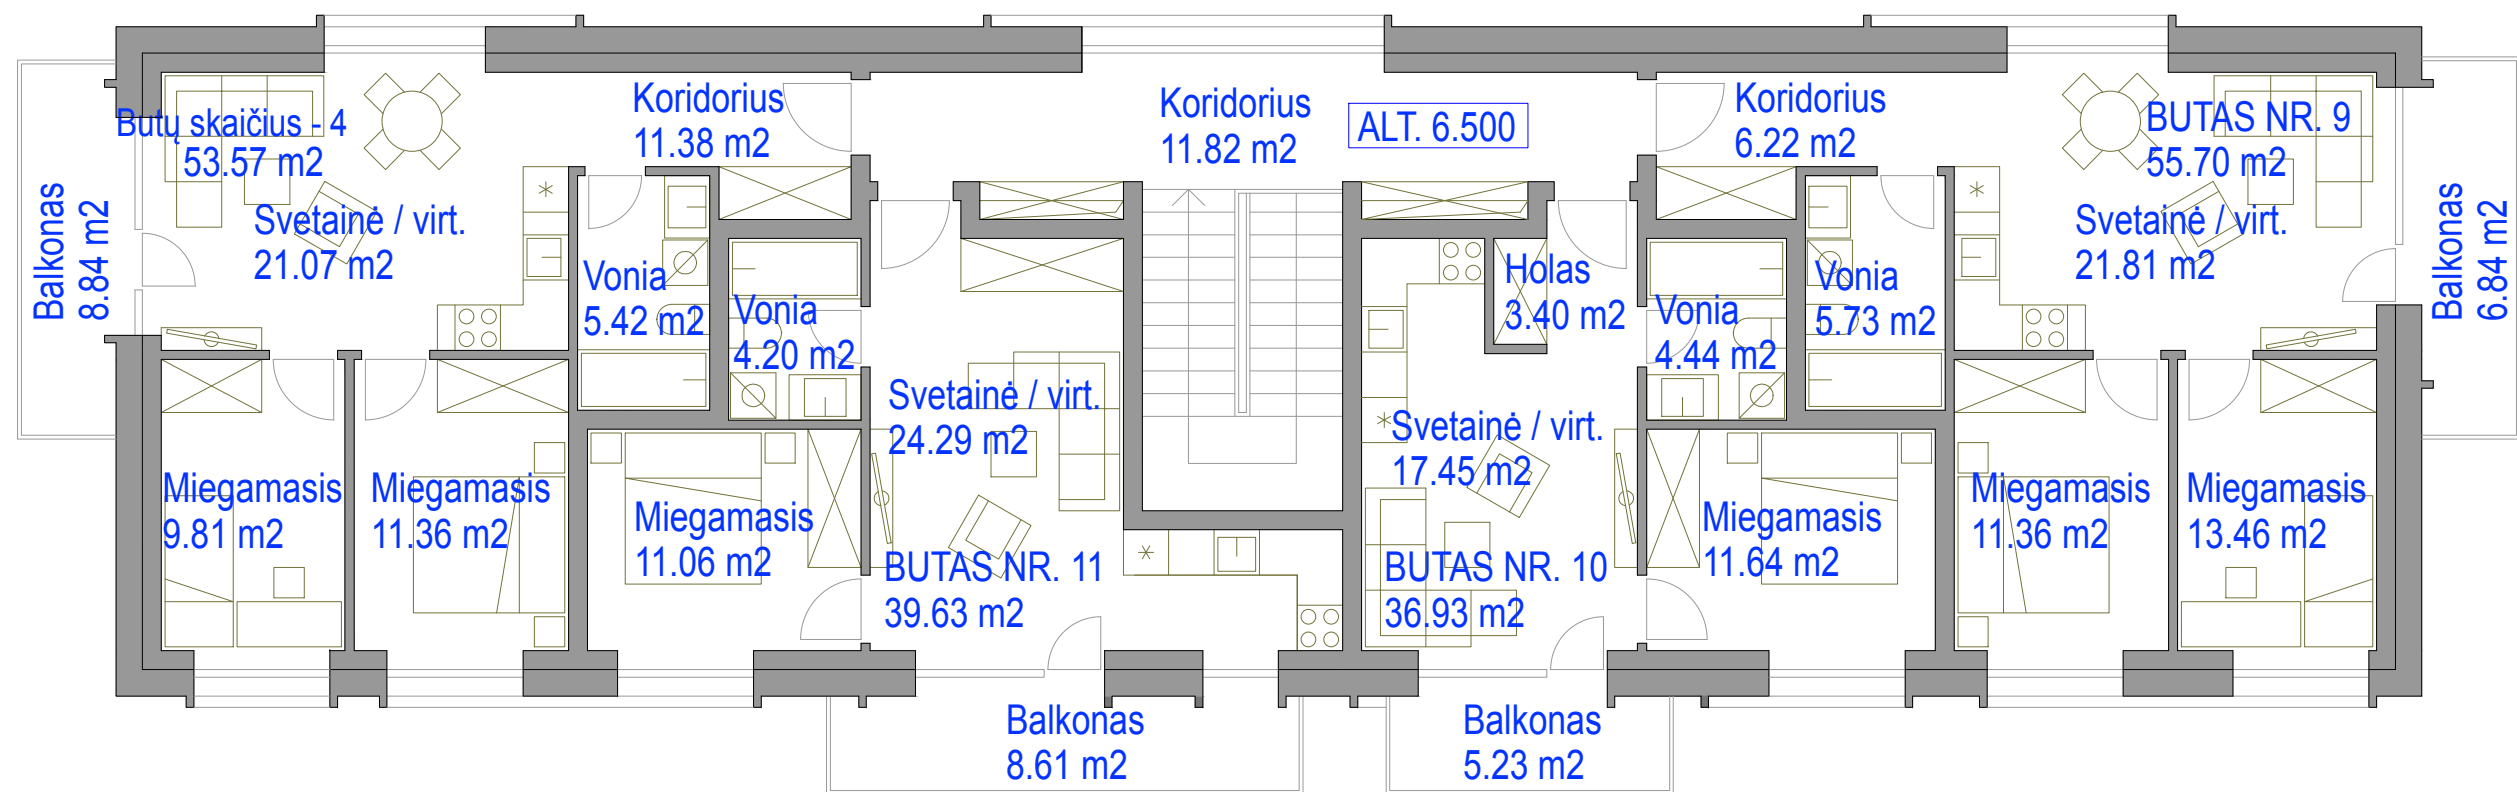 Butų skaičius - 4
53.57 m2
Svetainė / virt.
21.07 m2
Balkonas
8.84 m2
Koridorius
11.38 m2
Vonia
5.42 m2
Vonia
4.20 m2
Miegamasis
9.81 m2
Miegamasis
11.36 m2
Miegamasis
11.06 m2
Svetainė / virt.
24.29 m2
BUTAS NR. 11
39.63 m2
Balkonas
8.61 m2
Koridorius
11.82 m2
ALT. 6.500
Holas
3.40 m2
Svetainė / virt.
17.45 m2
BUTAS NR. 10
36.93 m2
Balkonas
5.23 m2
Vonia
4.44 m2
Miegamasis
11.64 m2
Koridorius
6.22 m2
Vonia
5.73 m2
BUTAS NR. 9
55.70 m2
Svetainė / virt.
21.81 m2
Miegamasis
11.36 m2
Miegamasis
13.46 m2
Balkonas
6.84 m2